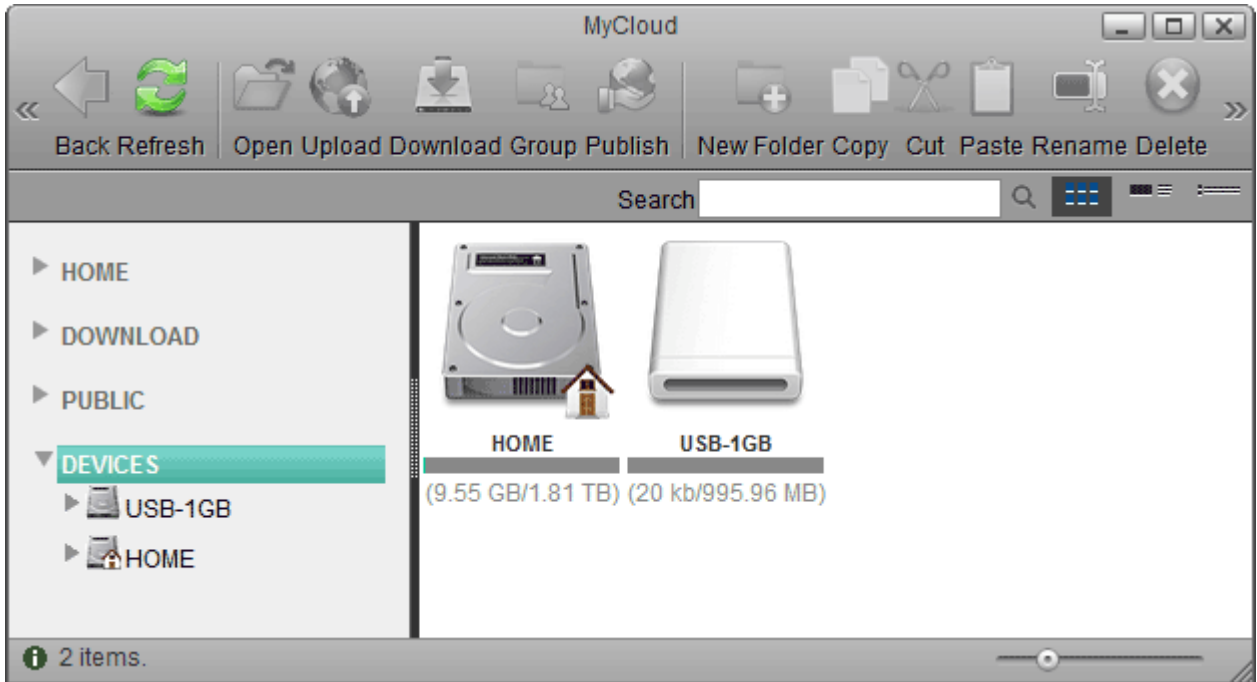 MyCloud
Back Refresh Open Upload Download Group Publish New Folder Copy Cut Paste Rename Delete
Search
HOME
DOWNLOAD
PUBLIC
DEVICES
USB-1GB
HOME
HOME USB-1GB
(9.55 GB/1.81 TB) (20 kb/995.96 MB)
2 items.